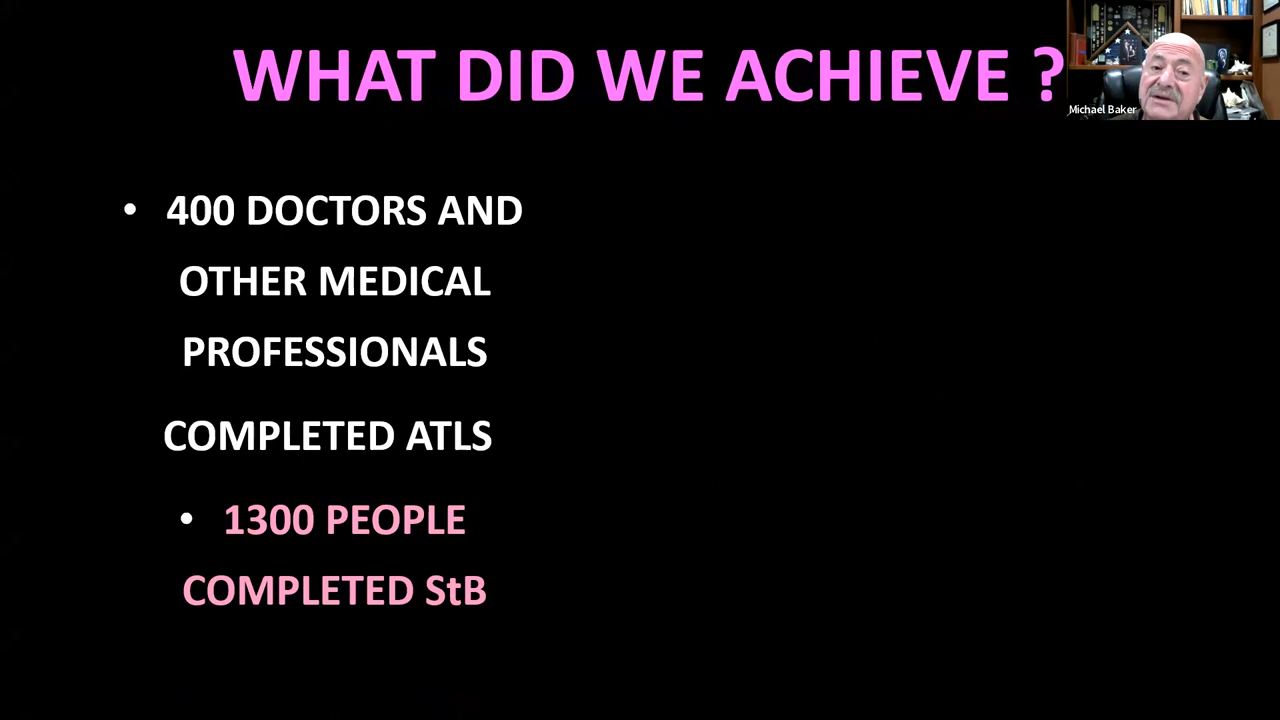 WHAT DID WE ACHIEVE ?
Michael Baker
• 400 DOCTORS AND
OTHER MEDICAL
PROFESSIONALS
COMPLETED ATLS
• 1300 PEOPLE
COMPLETED StB